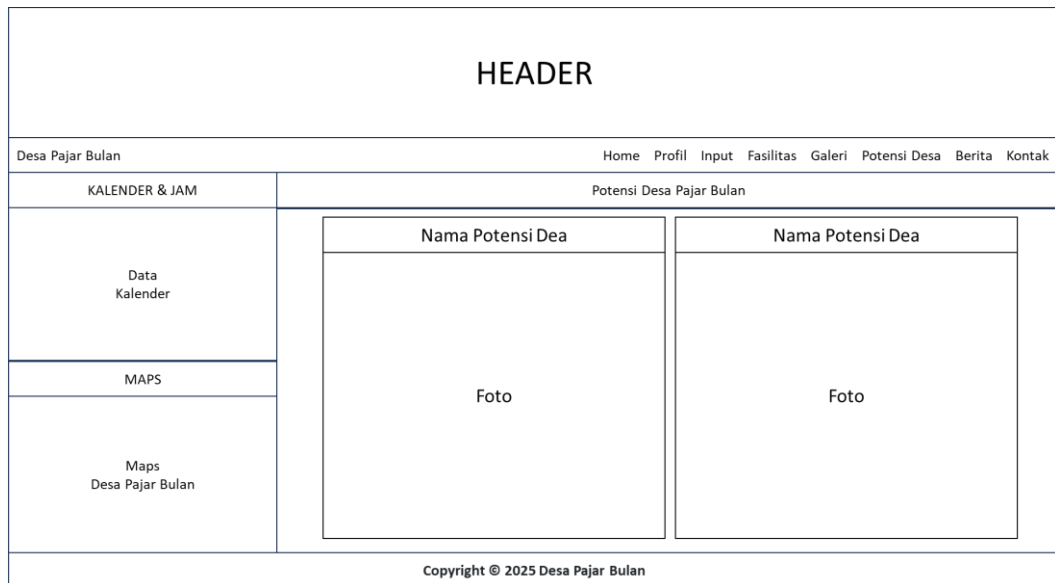 HEADER
Desa Pajar Bulan
Home Profil Input Fasilitas Galeri Potensi Desa Berita Kontak
KALENDER & JAM
Potensi Desa Pajar Bulan
Data
Kalender
MAPS
Maps
Desa Pajar Bulan
Nama Potensi Dea
Foto
Nama Potensi Dea
Foto
Copyright © 2025 Desa Pajar Bulan